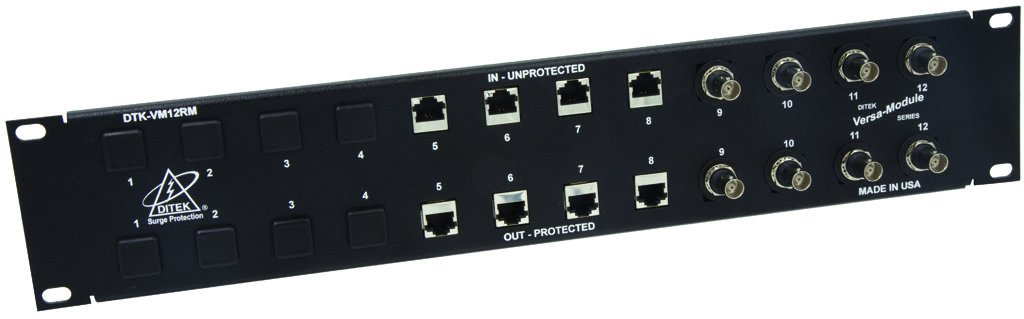 DTK-VM12RM
IN - UNPROTECTED
1 2 3 4 5 6 7 8 9 10 11 12
DITEK
Versa-Module
SERIES
DITEK ®
Surge Protection
1 2 3 4 5 6 7 8 9 10 11 12
OUT - PROTECTED
MADE IN USA